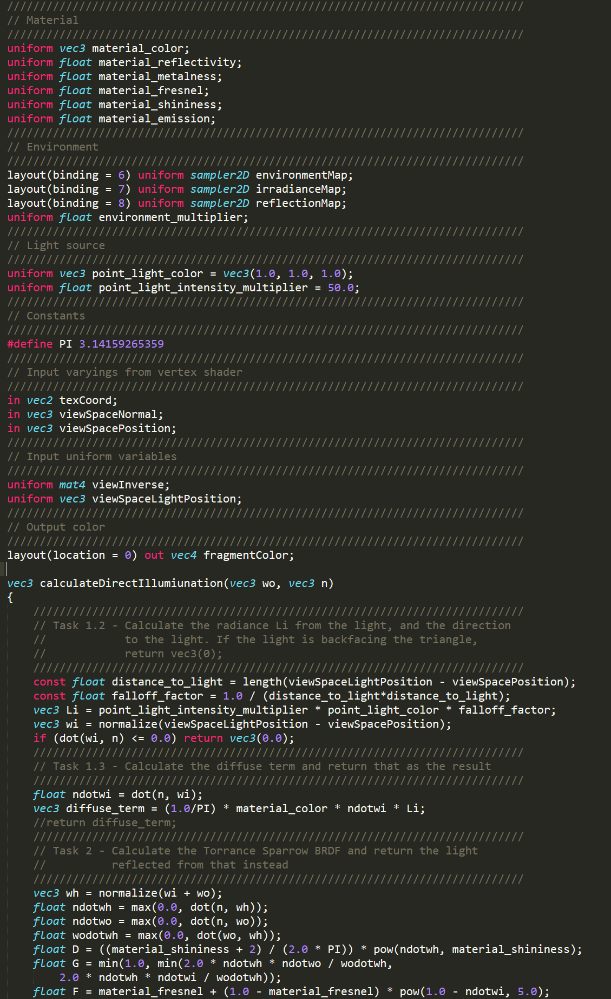 ///////////////////////////////////////////////////////////////////////////////
// Material
///////////////////////////////////////////////////////////////////////////////
uniform vec3 material_color;
uniform float material_reflectivity;
uniform float material_metalness;
uniform float material_fresnel;
uniform float material_shininess;
uniform float material_emission;
///////////////////////////////////////////////////////////////////////////////
// Environment
///////////////////////////////////////////////////////////////////////////////
layout(binding = 6) uniform sampler2D environmentMap;
layout(binding = 7) uniform sampler2D irradianceMap;
layout(binding = 8) uniform sampler2D reflectionMap;
uniform float environment_multiplier;
///////////////////////////////////////////////////////////////////////////////
// Light source
///////////////////////////////////////////////////////////////////////////////
uniform vec3 point_light_color = vec3(1.0, 1.0, 1.0);
uniform float point_light_intensity_multiplier = 50.0;
///////////////////////////////////////////////////////////////////////////////
// Constants
///////////////////////////////////////////////////////////////////////////////
#define PI 3.14159265359
///////////////////////////////////////////////////////////////////////////////
// Input varyings from vertex shader
///////////////////////////////////////////////////////////////////////////////
in vec2 texCoord;
in vec3 viewSpaceNormal;
in vec3 viewSpacePosition;
///////////////////////////////////////////////////////////////////////////////
// Input uniform variables
///////////////////////////////////////////////////////////////////////////////
uniform mat4 viewInverse;
uniform vec3 viewSpaceLightPosition;
///////////////////////////////////////////////////////////////////////////////
// Output color
///////////////////////////////////////////////////////////////////////////////
layout(location = 0) out vec4 fragmentColor;

vec3 calculateDirectIllumiunation(vec3 wo, vec3 n)
{
    ///////////////////////////////////////////////////////////////////////////
    // Task 1.2 - Calculate the radiance Li from the light, and the direction
    //            to the light. If the light is backfacing the triangle,
    //            return vec3(0);
    ///////////////////////////////////////////////////////////////////////////
    const float distance_to_light = length(viewSpaceLightPosition - viewSpacePosition);
    const float falloff_factor = 1.0 / (distance_to_light*distance_to_light);
    vec3 Li = point_light_intensity_multiplier * point_light_color * falloff_factor;
    vec3 wi = normalize(viewSpaceLightPosition - viewSpacePosition);
    if (dot(wi, n) <= 0.0) return vec3(0.0);
    ///////////////////////////////////////////////////////////////////////////
    // Task 1.3 - Calculate the diffuse term and return that as the result
    ///////////////////////////////////////////////////////////////////////////
    float ndotwi = dot(n, wi);
    vec3 diffuse_term = (1.0/PI) * material_color * ndotwi * Li;
    //return diffuse_term;
    ///////////////////////////////////////////////////////////////////////////
    // Task 2 - Calculate the Torrance Sparrow BRDF and return the light
    //          reflected from that instead
    ///////////////////////////////////////////////////////////////////////////
    vec3 wh = normalize(wi + wo);
    float ndotwh = max(0.0, dot(n, wh));
    float ndotwo = max(0.0, dot(n, wo));
    float wodotwh = max(0.0, dot(wo, wh));
    float D = ((material_shininess + 2) / (2.0 * PI)) * pow(ndotwh, material_shininess);
    float G = min(1.0, min(2.0 * ndotwh * ndotwo / wodotwh,
        2.0 * ndotwh * ndotwi / wodotwh));
    float F = material_fresnel + (1.0 - material_fresnel) * pow(1.0 - ndotwi, 5.0);